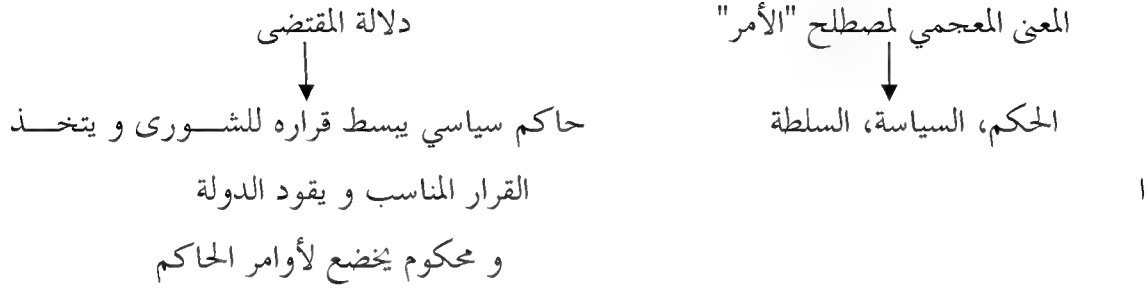 المعنى المعجمي لمصطلح "الأمر" دلالة المقتضى
الحكم، السياسة، السلطة حاكم سياسي يبسط قراره للشورى و يتخذ
ا القرار المناسب و يقود الدولة
و محكوم يخضع لأوامر الحاكم